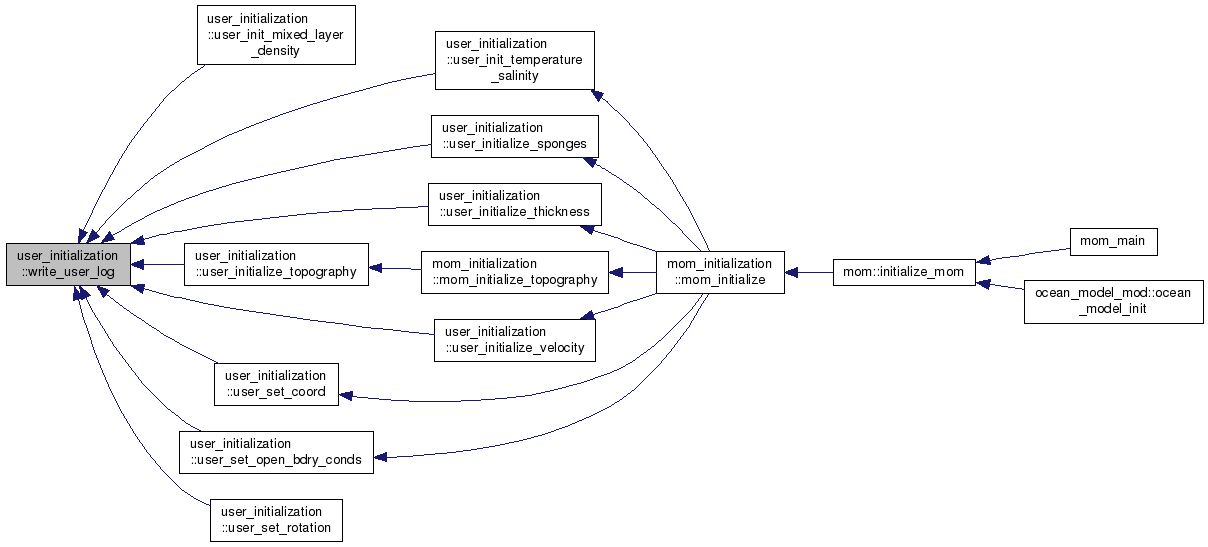 user_initialization
::user_init_mixed_layer
_density
user_initialization
::user_init_temperature
_salinity
user_initialization
::user_initialize_sponges
user_initialization
::user_initialize_thickness
user_initialization
::write_user_log
user_initialization
::user_initialize_topography
mom_initialization
::mom_initialize_topography
mom_initialization
::mom_initialize
mom::initialize_mom
mom_main
ocean_model_mod::ocean
_model_init
user_initialization
::user_initialize_velocity
user_initialization
::user_set_coord
user_initialization
::user_set_open_bdry_conds
user_initialization
::user_set_rotation